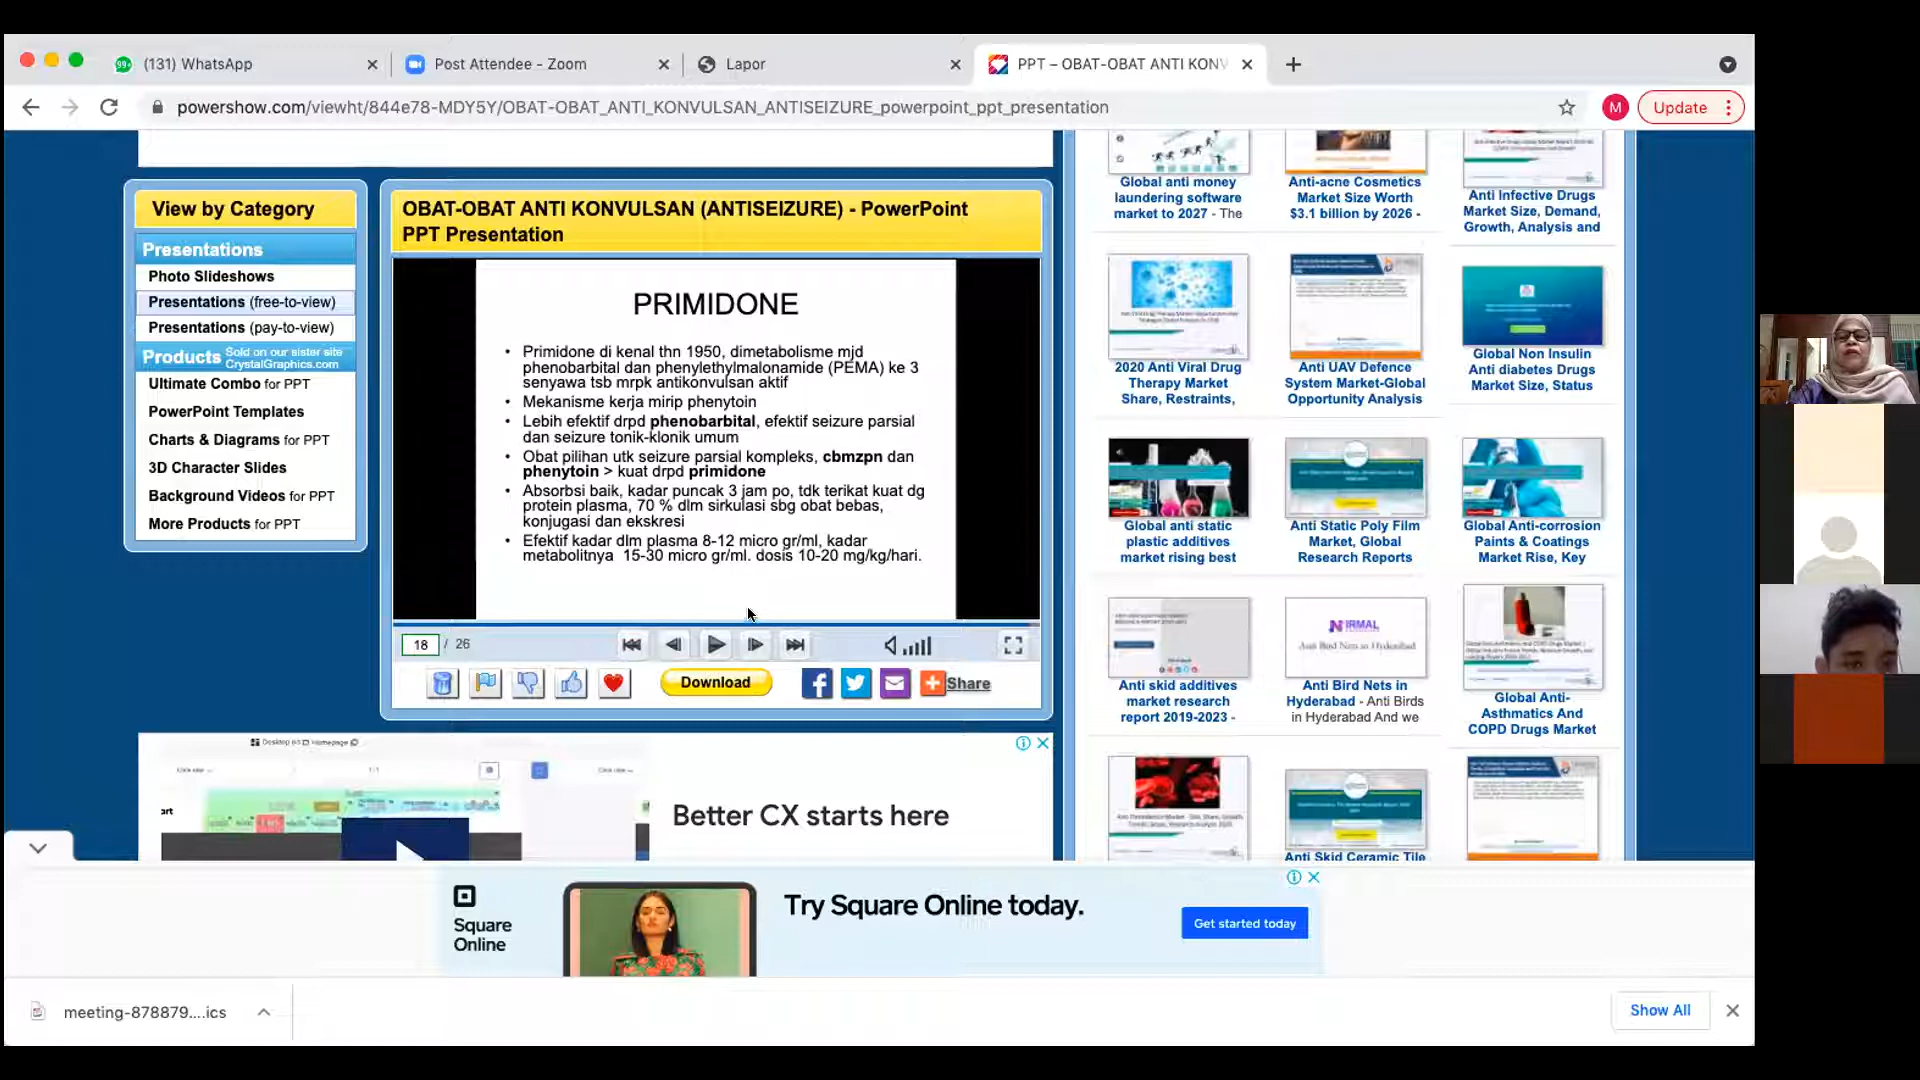 (131) WhatsApp
Post Attendee - Zoom
Lapor
PPT – OBAT-OBAT ANTI KONV
powershow.com/viewht/844e78-MDY5Y/OBAT-OBAT_ANTI_KONVULSAN_ANTISEIZURE_powerpoint_ppt_presentation
M
Update
View by Category
Presentations
Photo Slideshows
Presentations (free-to-view)
Presentations (pay-to-view)
Products Sold on our sister site
CrystalGraphics.com
Ultimate Combo for PPT
PowerPoint Templates
Charts & Diagrams for PPT
3D Character Slides
Background Videos for PPT
More Products for PPT
OBAT-OBAT ANTI KONVULSAN (ANTISEIZURE) - PowerPoint
PPT Presentation
PRIMIDONE
• Primidone di kenal thn 1950, dimetabolisme mjd
phenobarbital dan phenylethylmalonamide (PEMA) ke 3
senyawa tsb mrpk antikonvulsan aktif
• Mekanisme kerja mirip phenytoin
• Lebih efektif drpd phenobarbital, efektif seizure parsial
dan seizure tonik-klonik umum
• Obat pilihan utk seizure parsial kompleks, cbmzpn dan
phenytoin > kuat drpd primidone
• Absorbsi baik, kadar puncak 3 jam po, tdk terikat kuat dg
protein plasma, 70 % dlm sirkulasi sbg obat bebas,
konjugasi dan ekskresi
• Efektif kadar dlm plasma 8-12 micro gr/ml, kadar
metabolitnya 15-30 micro gr/ml. dosis 10-20 mg/kg/hari.
18 / 26
Download
Share
Global anti money
laundering software
market to 2027 - The
Anti-acne Cosmetics
Market Size Worth
$3.1 billion by 2026 -
Anti Infective Drugs
Market Size, Demand,
Growth, Analysis and
2020 Anti Viral Drug
Therapy Market
Share, Restraints,
Anti UAV Defence
System Market-Global
Opportunity Analysis
Global Non Insulin
Anti diabetes Drugs
Market Size, Status
Global anti static
plastic additives
market rising best
Anti Static Poly Film
Market, Global
Research Reports
Global Anti-corrosion
Paints & Coatings
Market Rise, Key
NIRMAL
Anti Bird Nets in Hyderabad
Anti skid additives
market research
report 2019-2023 -
Anti Bird Nets in
Hyderabad - Anti Birds
in Hyderabad And we
Global Anti-
Asthmatics And
COPD Drugs Market
Anti Skid Ceramic Tile
Better CX starts here
Square
Online
Try Square Online today.
Get started today
meeting-878879....ics
Show All